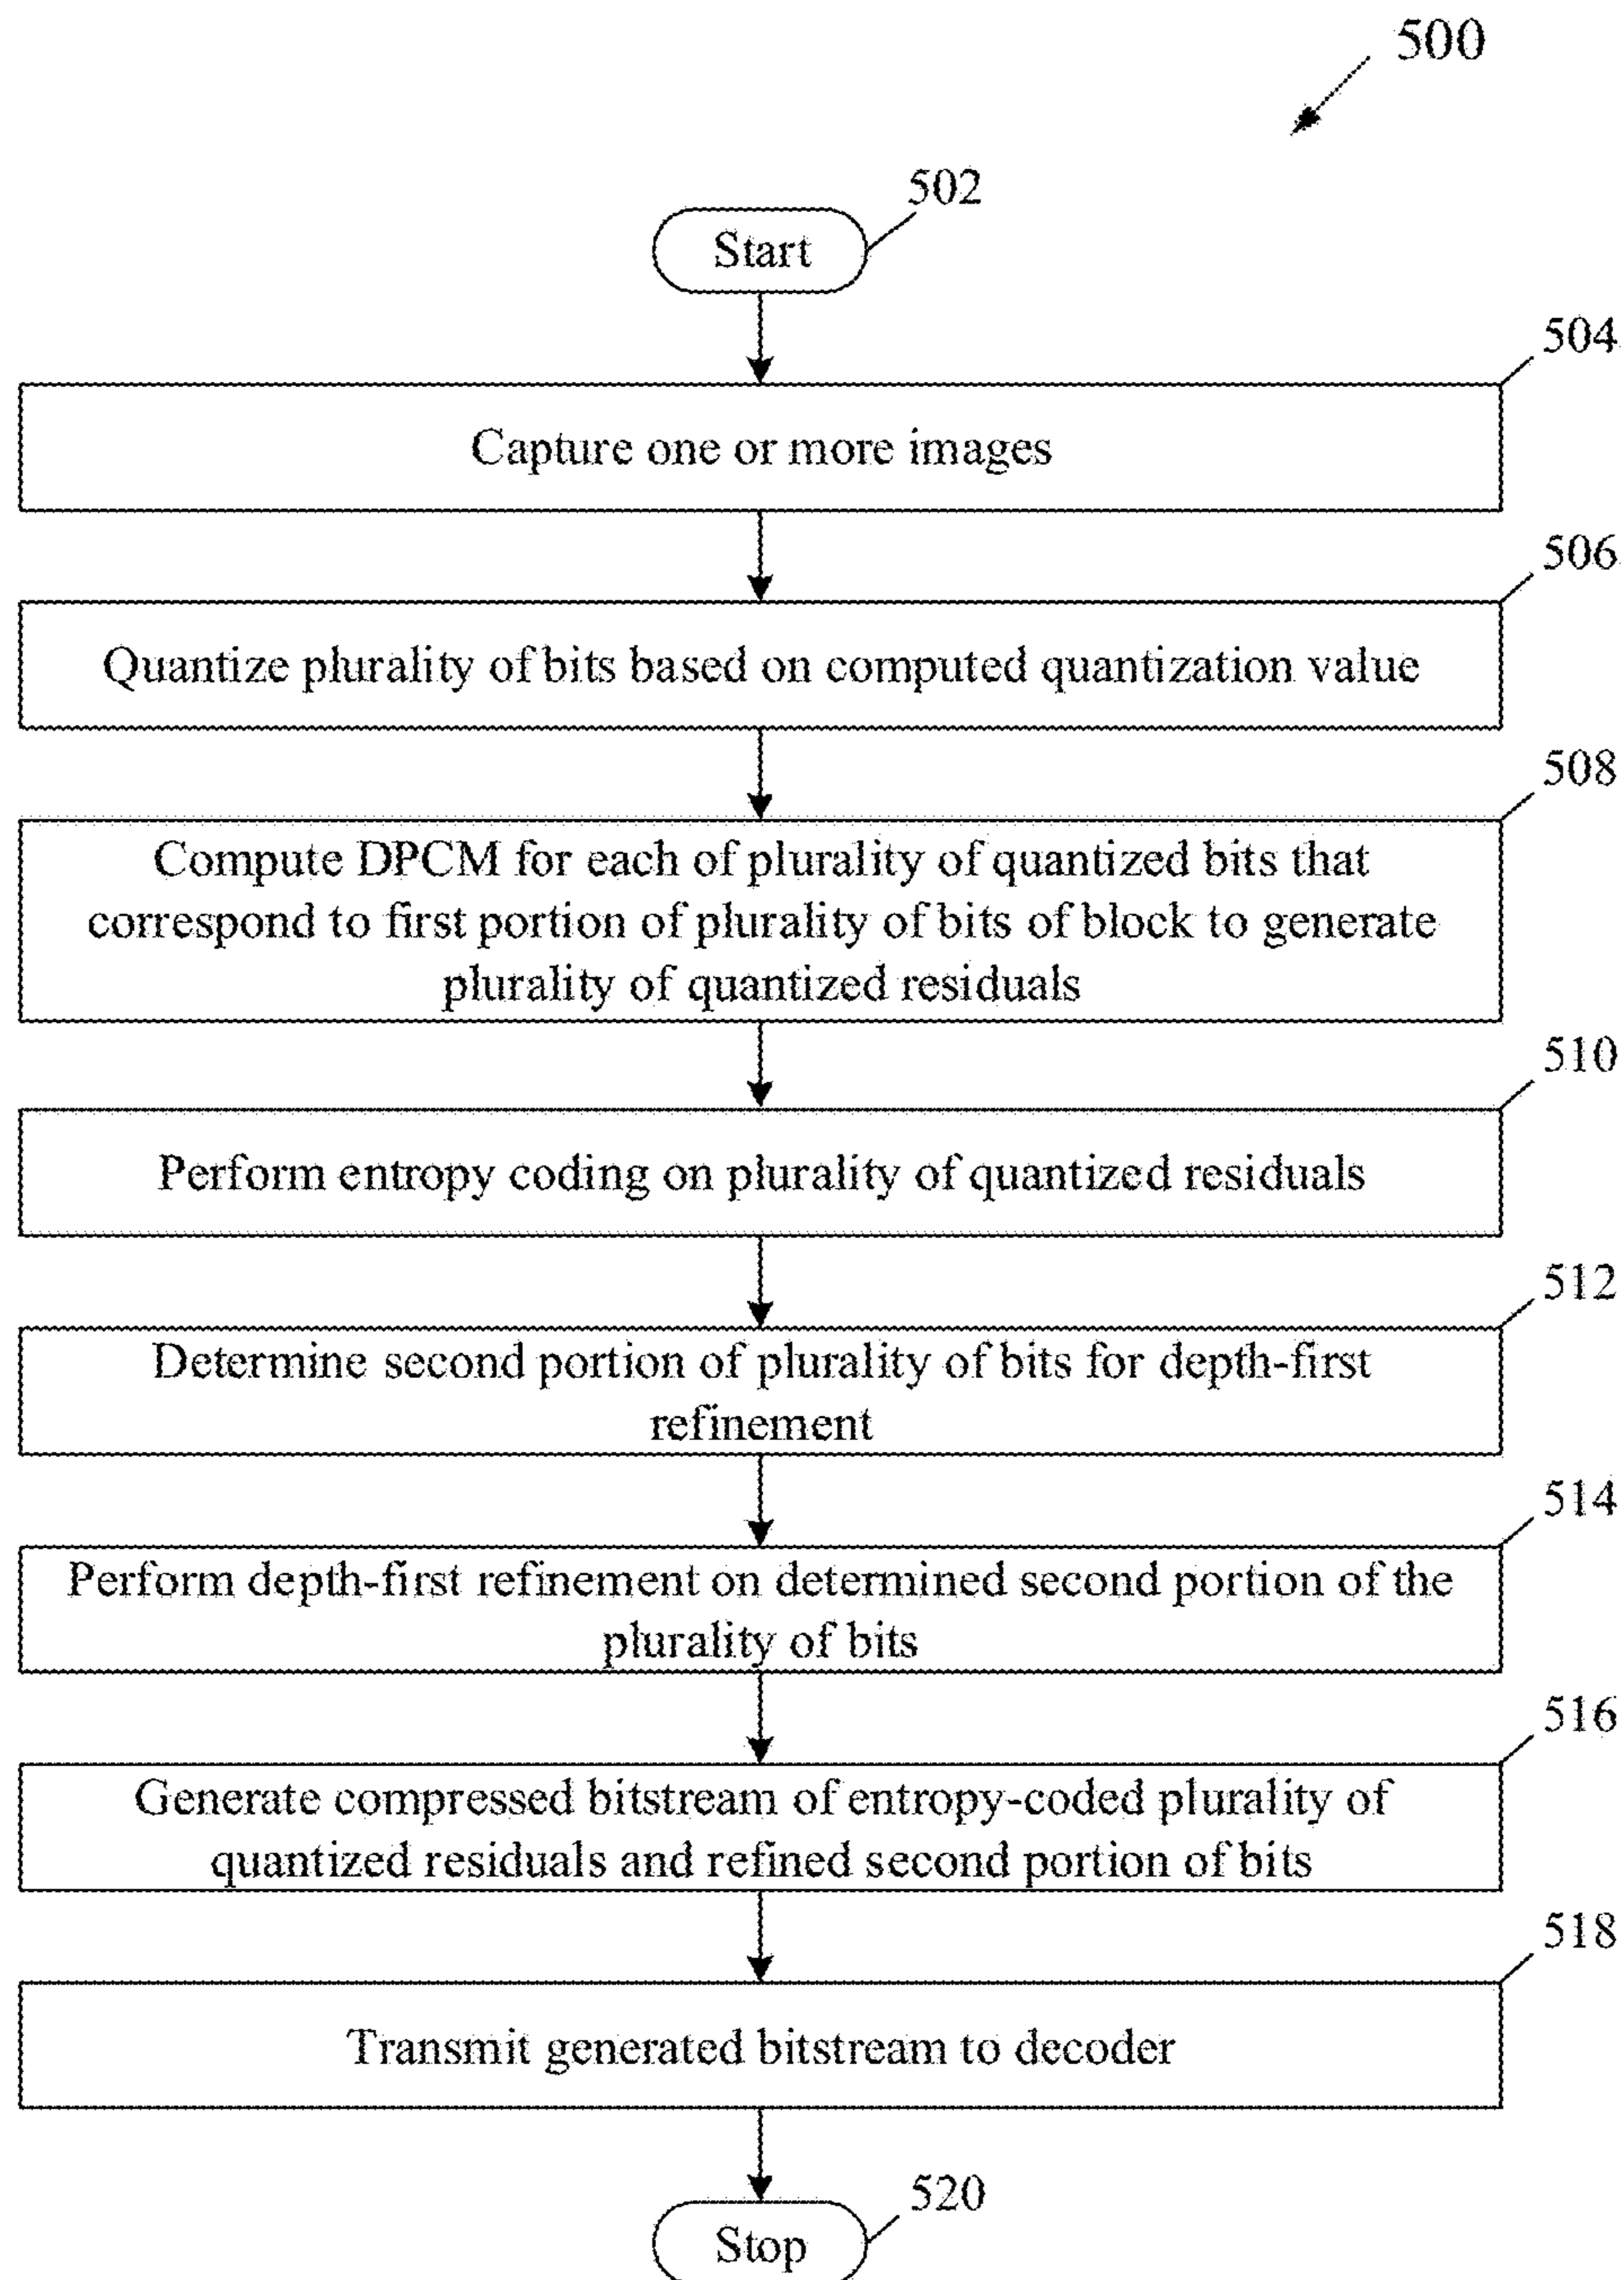 500
502
Start
504
Capture one or more images
506
Quantize plurality of bits based on computed quantization value
508
Compute DPCM for each of plurality of quantized bits that
correspond to first portion of plurality of bits of block to generate
plurality of quantized residuals
510
Perform entropy coding on plurality of quantized residuals
512
Determine second portion of plurality of bits for depth-first
refinement
514
Perform depth-first refinement on determined second portion of the
plurality of bits
516
Generate compressed bitstream of entropy-coded plurality of
quantized residuals and refined second portion of bits
518
Transmit generated bitstream to decoder
520
Stop